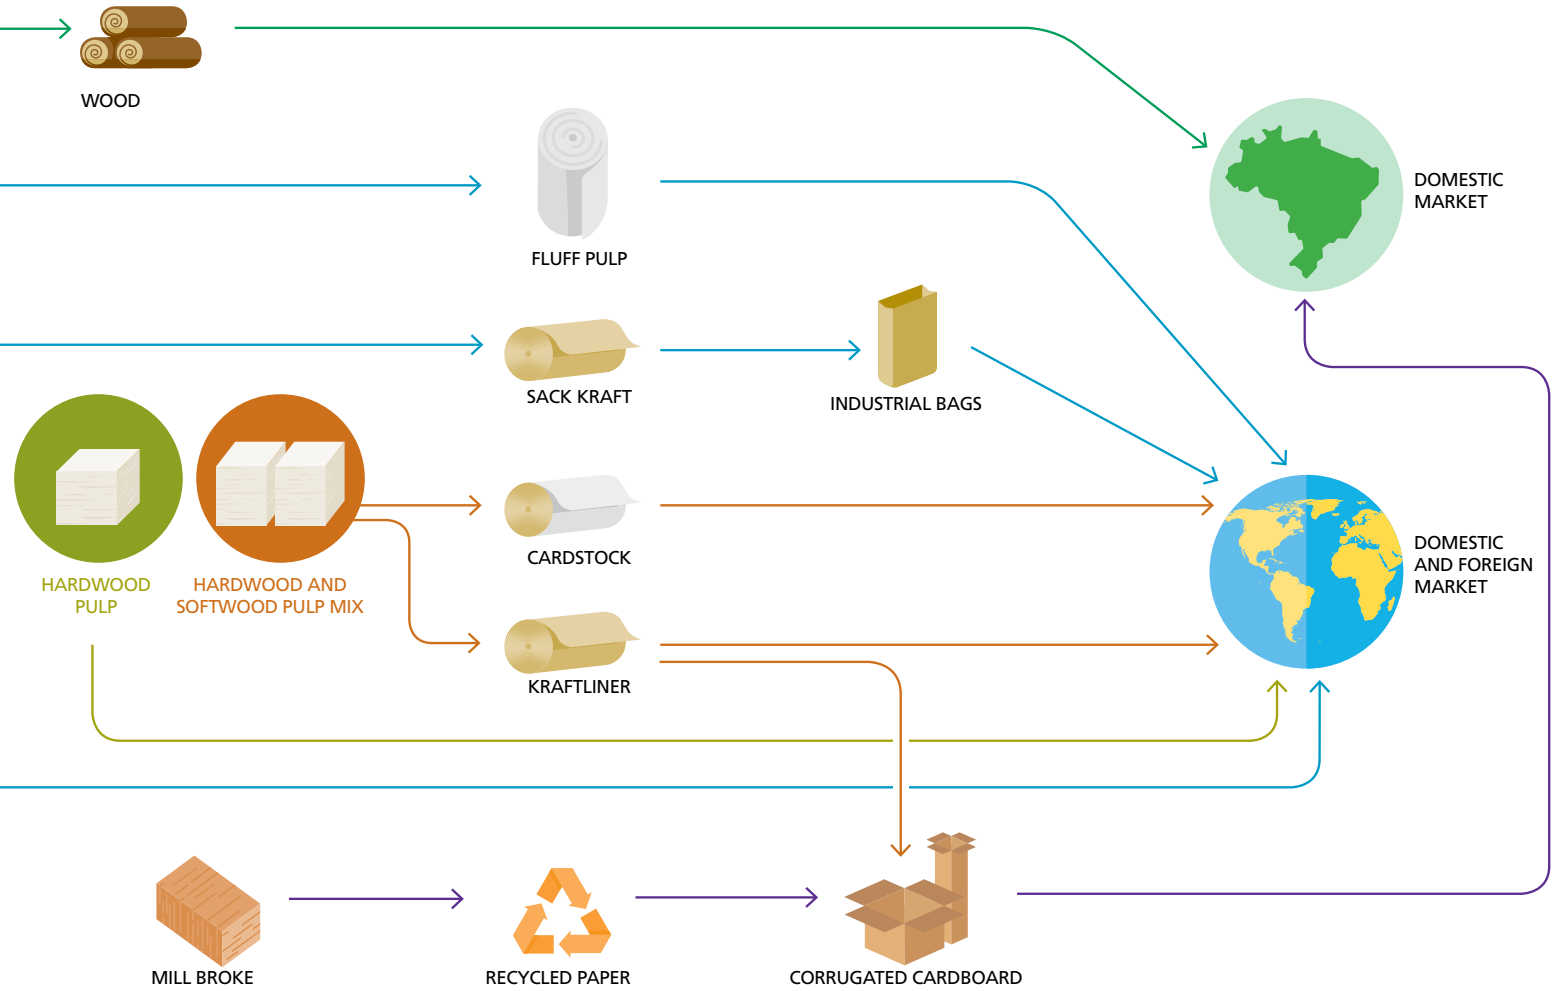 WOOD
DOMESTIC
MARKET
FLUFF PULP
SACK KRAFT
INDUSTRIAL BAGS
CARDSTOCK
DOMESTIC
AND FOREIGN
MARKET
HARDWOOD
PULP
HARDWOOD AND
SOFTWOOD PULP MIX
KRAFTLINER
MILL BROKE
RECYCLED PAPER
CORRUGATED CARDBOARD